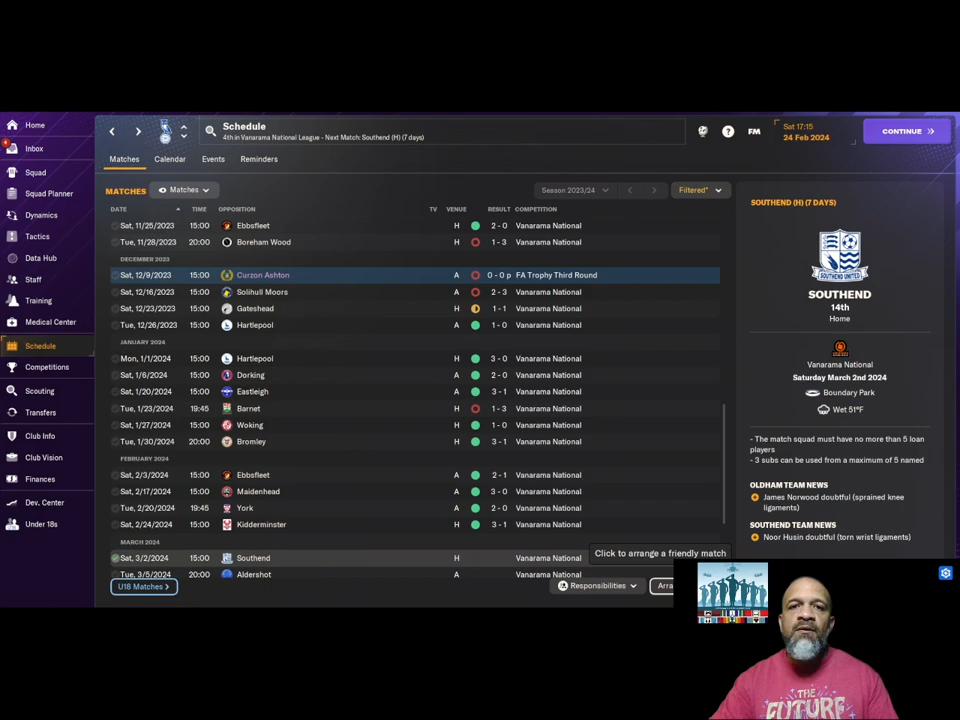 Home
Inbox
Squad
Squad Planner
Dynamics
Tactics
Data Hub
Staff
Training
Medical Center
Schedule
Competitions
Scouting
Transfers
Club Info
Club Vision
Finances
Dev. Center
Under 18s
Schedule
4th in Vanarama National League - Next Match: Southend (H) (7 days)
FM
Sat 17:15
24 Feb 2024
CONTINUE
Matches Calendar Events Reminders
MATCHES Matches Season 2023/24 Filtered*
DATE TIME OPPOSITION TV VENUE RESULT COMPETITION
Sat, 11/25/2023 15:00 Ebbsfleet H 2 - 0 Vanarama National
Tue, 11/28/2023 20:00 Boreham Wood H 1 - 3 Vanarama National
DECEMBER 2023
Sat, 12/9/2023 15:00 Curzon Ashton A 0 - 0 p FA Trophy Third Round
Sat, 12/16/2023 15:00 Solihull Moors A 2 - 3 Vanarama National
Sat, 12/23/2023 15:00 Gateshead H 1 - 1 Vanarama National
Tue, 12/26/2023 15:00 Hartlepool A 1 - 0 Vanarama National
JANUARY 2024
Mon, 1/1/2024 15:00 Hartlepool H 3 - 0 Vanarama National
Sat, 1/6/2024 15:00 Dorking A 2 - 0 Vanarama National
Sat, 1/20/2024 15:00 Eastleigh A 3 - 1 Vanarama National
Tue, 1/23/2024 19:45 Barnet H 1 - 3 Vanarama National
Sat, 1/27/2024 15:00 Woking H 1 - 0 Vanarama National
Tue, 1/30/2024 20:00 Bromley H 3 - 1 Vanarama National
FEBRUARY 2024
Sat, 2/3/2024 15:00 Ebbsfleet A 2 - 1 Vanarama National
Sat, 2/17/2024 15:00 Maidenhead A 3 - 0 Vanarama National
Tue, 2/20/2024 19:45 York A 2 - 0 Vanarama National
Sat, 2/24/2024 15:00 Kidderminster H 3 - 1 Vanarama National
MARCH 2024
Sat, 3/2/2024 15:00 Southend H Vanarama National
Tue, 3/5/2024 20:00 Aldershot A Vanarama National
Click to arrange a friendly match
U18 Matches >
Responsibilities
Arra
SOUTHEND (H) (7 DAYS)
SOUTHEND UNITED
SOUTHEND
14th
Home
Vanarama National
Saturday March 2nd 2024
Boundary Park
Wet 51°F
- The match squad must have no more than 5 loan
players
- 3 subs can be used from a maximum of 5 named
OLDHAM TEAM NEWS
James Norwood doubtful (sprained knee
ligaments)
SOUTHEND TEAM NEWS
Noor Husin doubtful (torn wrist ligaments)
THE
FUTURE